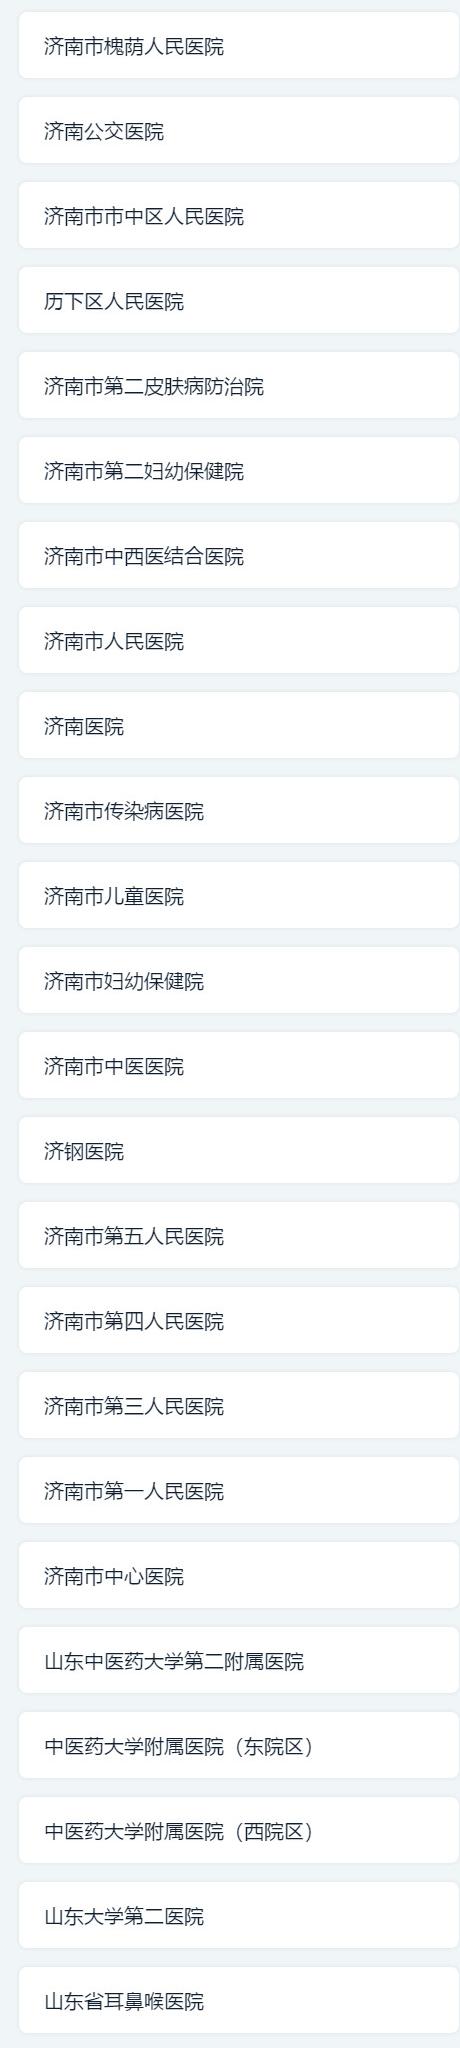 济南市槐荫人民医院
济南公交医院
济南市市中区人民医院
历下区人民医院
济南市第二皮肤病防治院
济南市第二妇幼保健院
济南市中西医结合医院
济南市人民医院
济南医院
济南市传染病医院
济南市儿童医院
济南市妇幼保健院
济南市中医医院
济钢医院
济南市第五人民医院
济南市第四人民医院
济南市第三人民医院
济南市第一人民医院
济南市中心医院
山东中医药大学第二附属医院
中医药大学附属医院（东院区）
中医药大学附属医院（西院区）
山东大学第二医院
山东省耳鼻喉医院